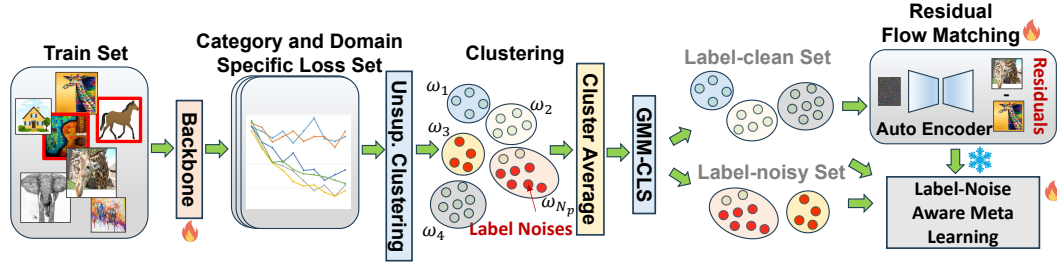 Train Set
Backbone
Category and Domain
Specific Loss Set
Unsup. Clustering
Clustering
ω1
ω2
ω3
ωNp
ω4
Label Noises
Cluster Average
GMM-CLS
Label-clean Set
Label-noisy Set
Residual
Flow Matching
Auto Encoder
-
Residuals
Label-Noise
Aware Meta
Learning